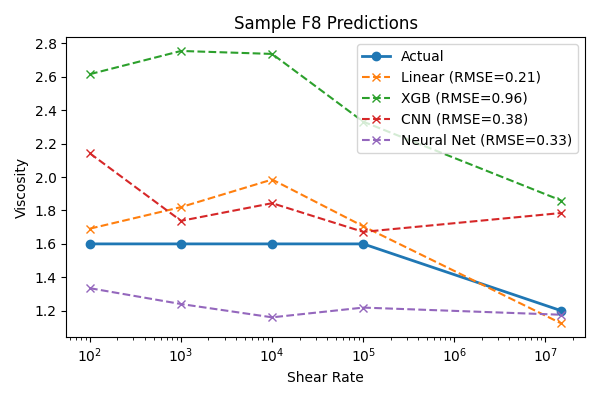 Sample F8 Predictions
Viscosity
2.8
2.6
2.4
2.2
2.0
1.8
1.6
1.4
1.2
Actual
Linear (RMSE=0.21)
XGB (RMSE=0.96)
CNN (RMSE=0.38)
Neural Net (RMSE=0.33)
10² 10³ 10⁴ 10⁵ 10⁶ 10⁷
Shear Rate